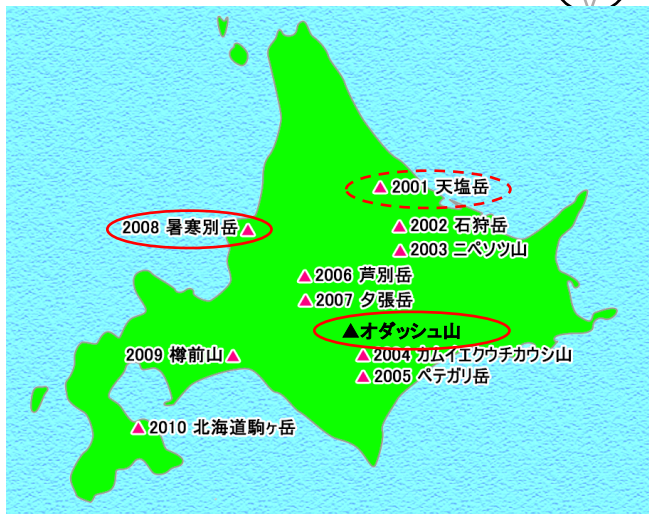 2001 天塩岳
2008 暑寒別岳
2002 石狩岳
2003 ニペソツ山
2006 芦別岳
2007 夕張岳
オダッシュ山
2009 樽前山
2004 カムイエクウチカウシ山
2005 ペテガリ岳
2010 北海道駒ヶ岳